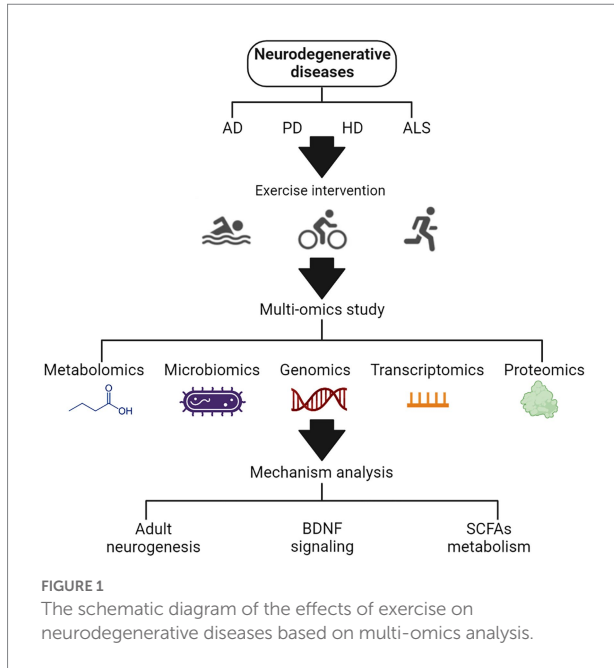 Neurodegenerative
diseases
AD PD HD ALS
Exercise intervention
Multi-omics study
Metabolomics Microbiomics Genomics Transcriptomics Proteomics
O
OH
Mechanism analysis
Adult BDNF SCFAs
neurogenesis signaling metabolism
FIGURE 1
The schematic diagram of the effects of exercise on
neurodegenerative diseases based on multi-omics analysis.